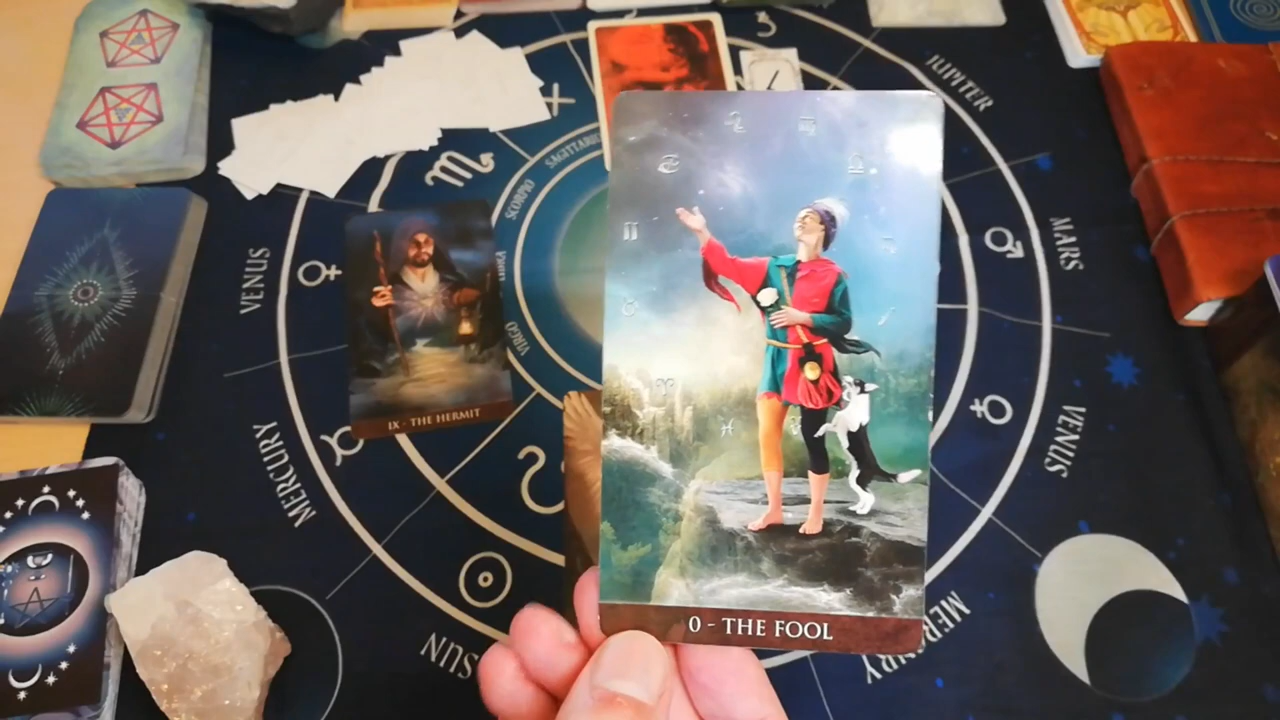 JUPITER
SAGITTARIUS
SCORPIO
VENUS
MARS
VIRGO
IX - THE HERMIT
MERCURY
VENUS
SUN
0 - THE FOOL
MERCURY